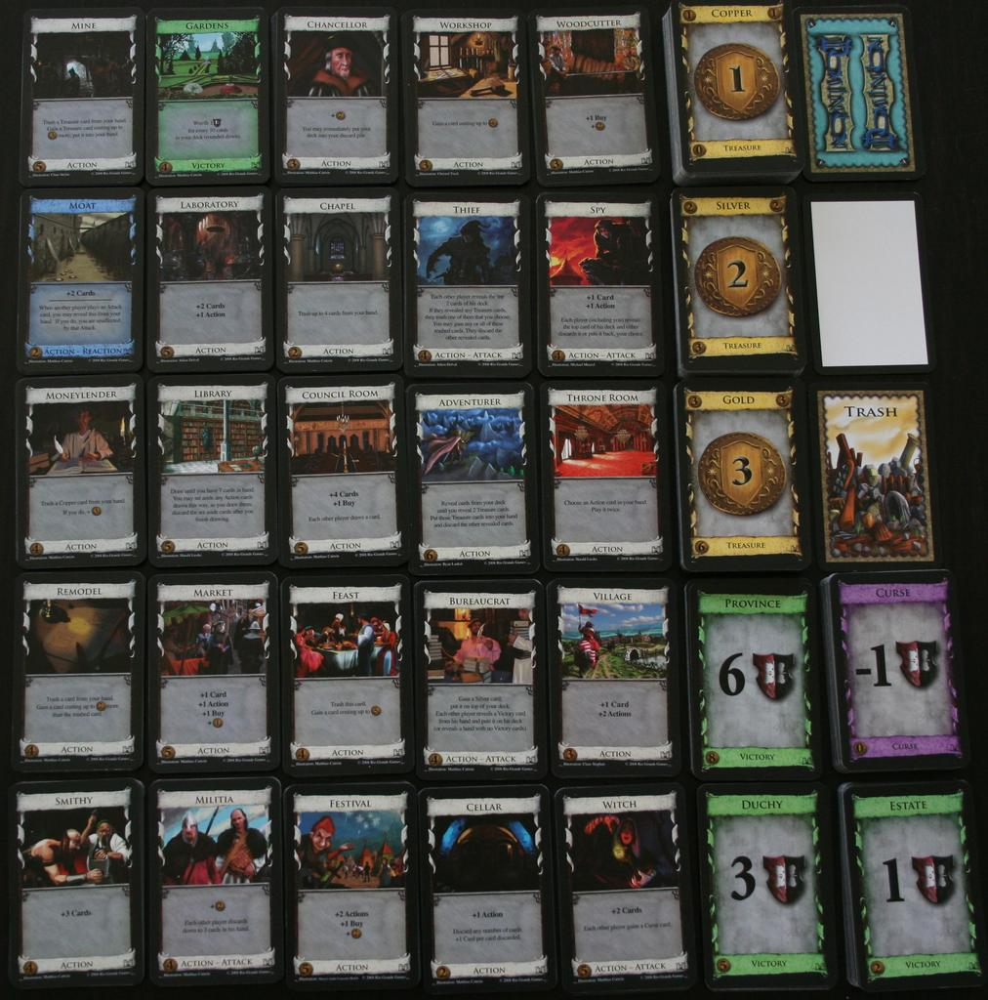 MINE
Trash a Treasure card from your hand.
Gain a Treasure card costing up to
more; put it into your hand.
5 ACTION
GARDENS
Worth 1
for every 10 cards
in your deck (rounded down).
4 VICTORY
CHANCELLOR
You may immediately put your
deck into your discard pile.
3 ACTION
WORKSHOP
Gain a card costing up to
3 ACTION
WOODCUTTER
+1 Buy
3 ACTION
1 COPPER 1
1
0 TREASURE
DOMINION
DOMINION
MOAT
+2 Cards
When another player plays an Attack
card, you may reveal this from your
hand. If you do, you are unaffected
by that Attack.
2 ACTION – REACTION
LABORATORY
+2 Cards
+1 Action
5 ACTION
CHAPEL
Trash up to 4 cards from your hand.
2 ACTION
THIEF
Each other player reveals the top
2 cards of his deck.
If they revealed any Treasure cards,
they trash one of them that you choose.
You may gain any or all of these
trashed cards. They discard the
other revealed cards.
4 ACTION – ATTACK
SPY
+1 Card
+1 Action
Each player (including you) reveals
the top card of his deck and either
discards it or puts it back, your choice.
4 ACTION – ATTACK
2 SILVER 2
2
3 TREASURE
MONEYLENDER
Trash a Copper card from your hand.
If you do, +
4 ACTION
LIBRARY
Draw until you have 7 cards in hand.
You may set aside any Action cards
drawn this way, as you draw them;
discard the set aside cards after you
finish drawing.
5 ACTION
COUNCIL ROOM
+4 Cards
+1 Buy
Each other player draws a card.
5 ACTION
ADVENTURER
Reveal cards from your deck
until you reveal 2 Treasure cards.
Put those Treasure cards into your hand
and discard the other revealed cards.
6 ACTION
THRONE ROOM
Choose an Action card in your hand.
Play it twice.
4 ACTION
3 GOLD 3
3
6 TREASURE
TRASH
REMODEL
Trash a card from your hand.
Gain a card costing up to more
than the trashed card.
4 ACTION
MARKET
+1 Card
+1 Action
+1 Buy
5 ACTION
FEAST
Trash this card.
Gain a card costing up to
4 ACTION
BUREAUCRAT
Gain a Silver card;
put it on top of your deck.
Each other player reveals a Victory card
from his hand and puts it on his deck
(or reveals a hand with no Victory cards).
4 ACTION – ATTACK
VILLAGE
+1 Card
+2 Actions
3 ACTION
PROVINCE
6
8 VICTORY
CURSE
-1
0 CURSE
SMITHY
+3 Cards
4 ACTION
MILITIA
Each other player discards
down to 3 cards in his hand.
4 ACTION – ATTACK
FESTIVAL
+2 Actions
+1 Buy
5 ACTION
CELLAR
+1 Action
Discard any number of cards.
+1 Card per card discarded.
2 ACTION
WITCH
+2 Cards
Each other player gains a Curse card.
5 ACTION – ATTACK
DUCHY
3
5 VICTORY
ESTATE
1
2 VICTORY